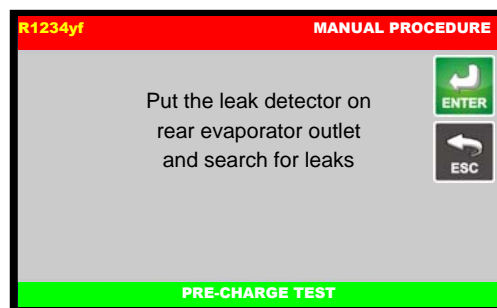 R1234yf MANUAL PROCEDURE
Put the leak detector on
rear evaporator outlet
and search for leaks
ENTER
ESC
PRE-CHARGE TEST